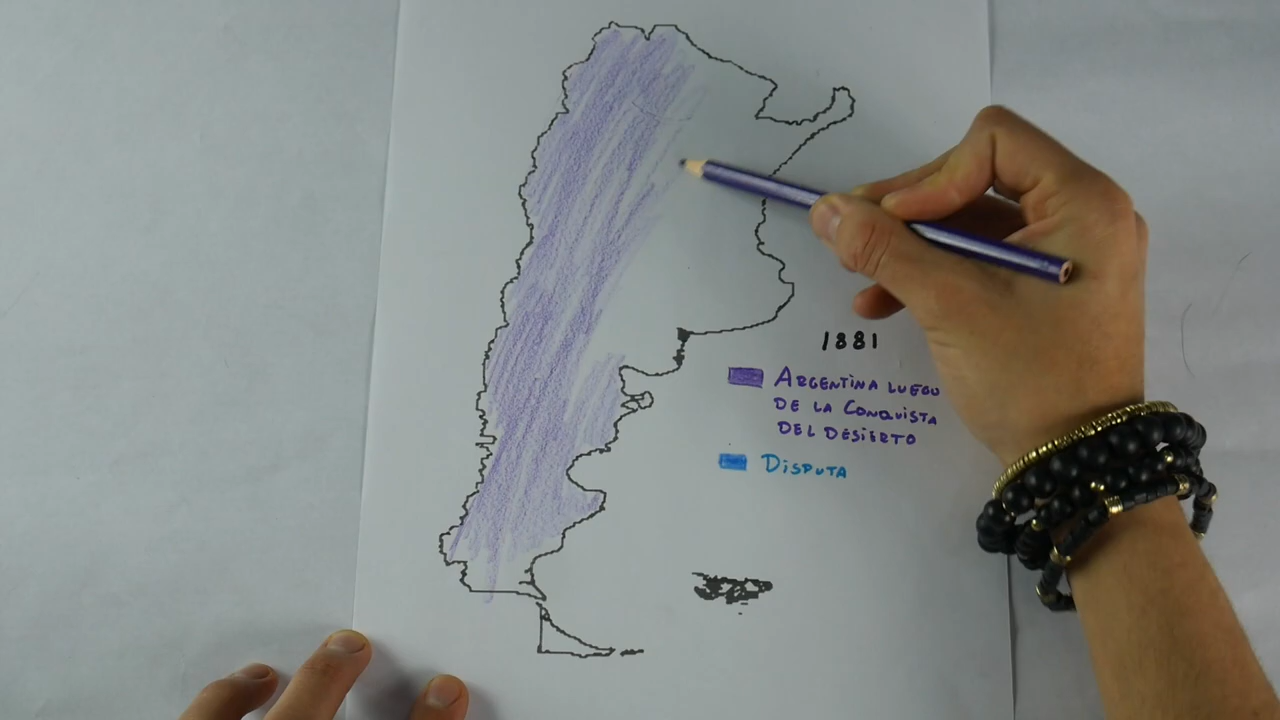 1881
ARGENTINA LUEGO
DE LA CONQUISTA
DEL DESIERTO
DISPUTA